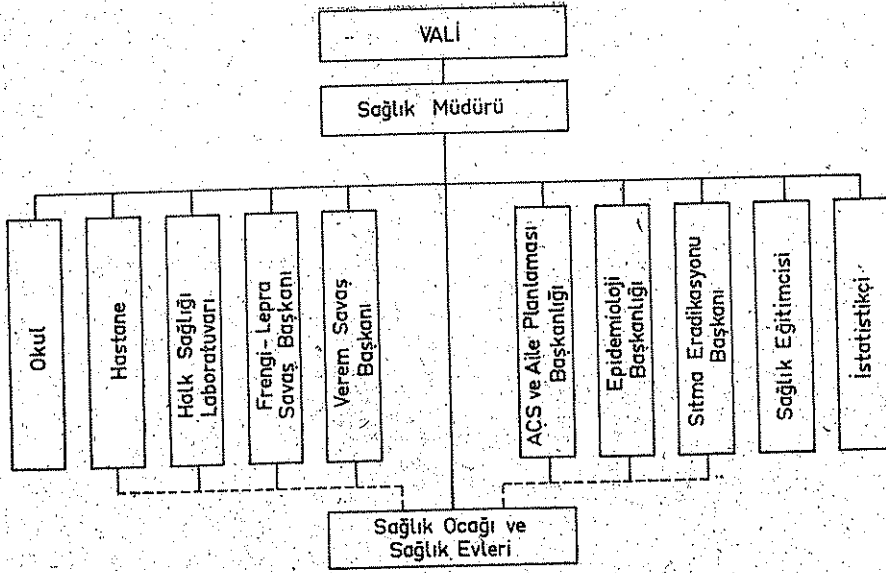 VALİ
Sağlık Müdürü
Okul
Hastane
Halk Sağlığı
Laboratuvarı
Frengi-Lepra
Savaş Başkanı
Verem Savaş
Başkanı
AÇS ve Aile Planlaması
Başkanlığı
Epidemioloji
Başkanlığı
Sıtma Eradikasyonu
Başkanı
Sağlık Eğitimcisi
İstatistikçi
Sağlık Ocağı ve
Sağlık Evleri